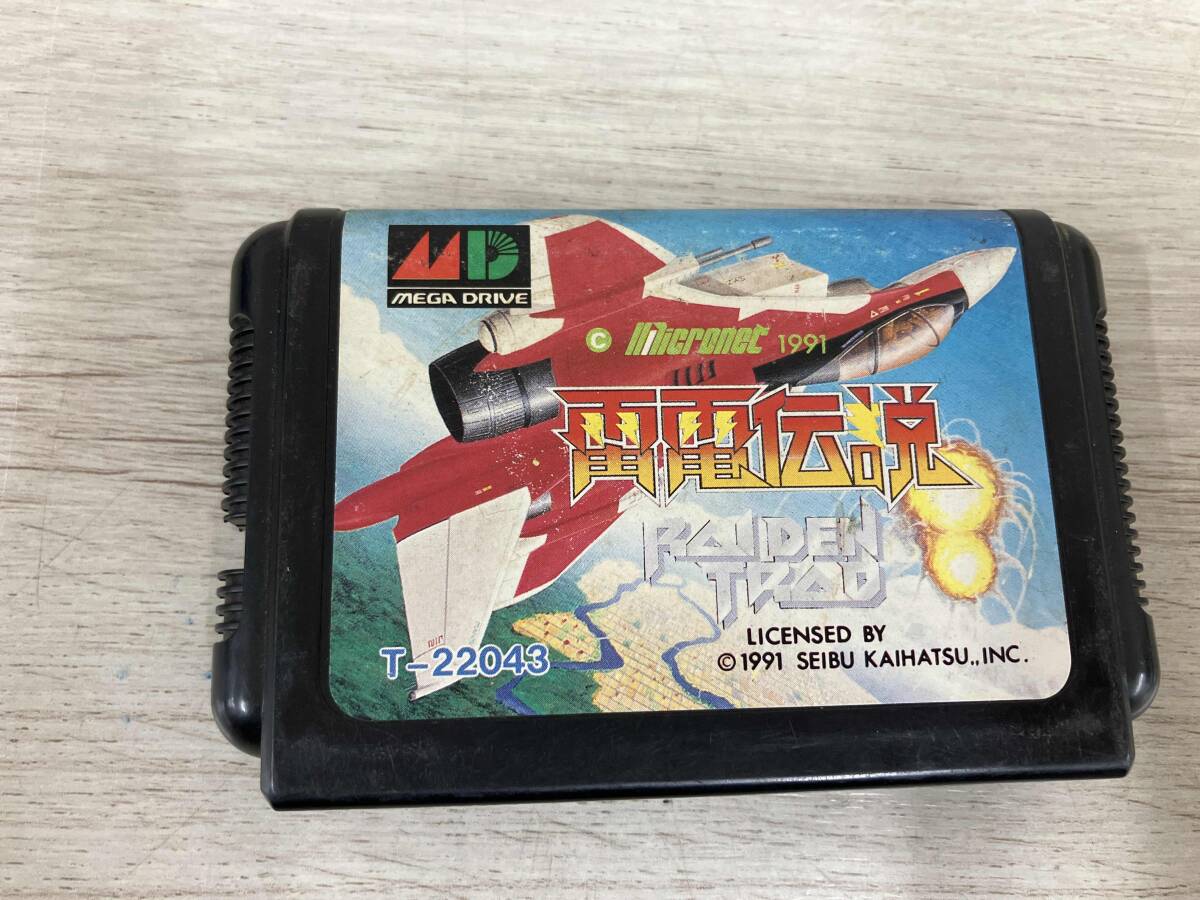 MD
MEGA DRIVE
© Micronet 1991
雷電伝説
RAIDEN
TRAD
T-22043
LICENSED BY
© 1991 SEIBU KAIHATSU.,INC.